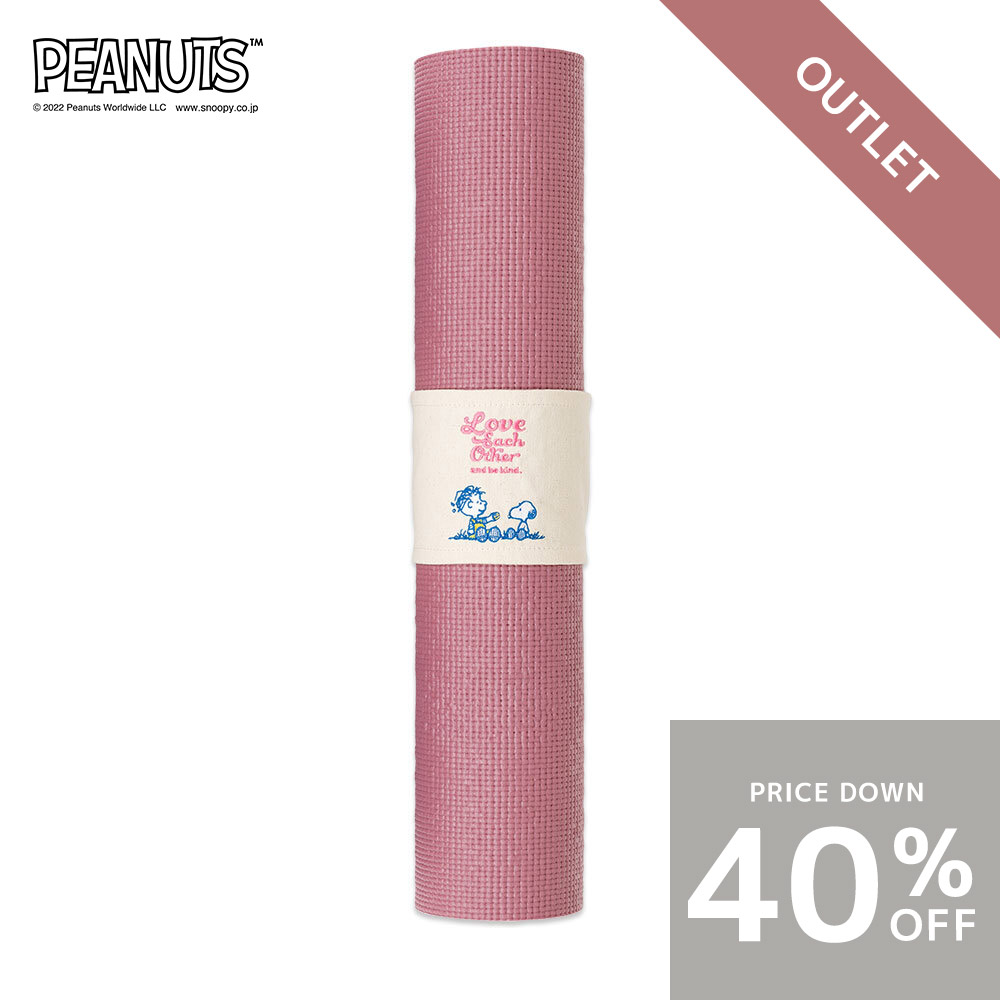 PEANUTS™
© 2022 Peanuts Worldwide LLC www.snoopy.co.jp
OUTLET
Love
Each
Other
and be kind.
PRICE DOWN
40%
OFF